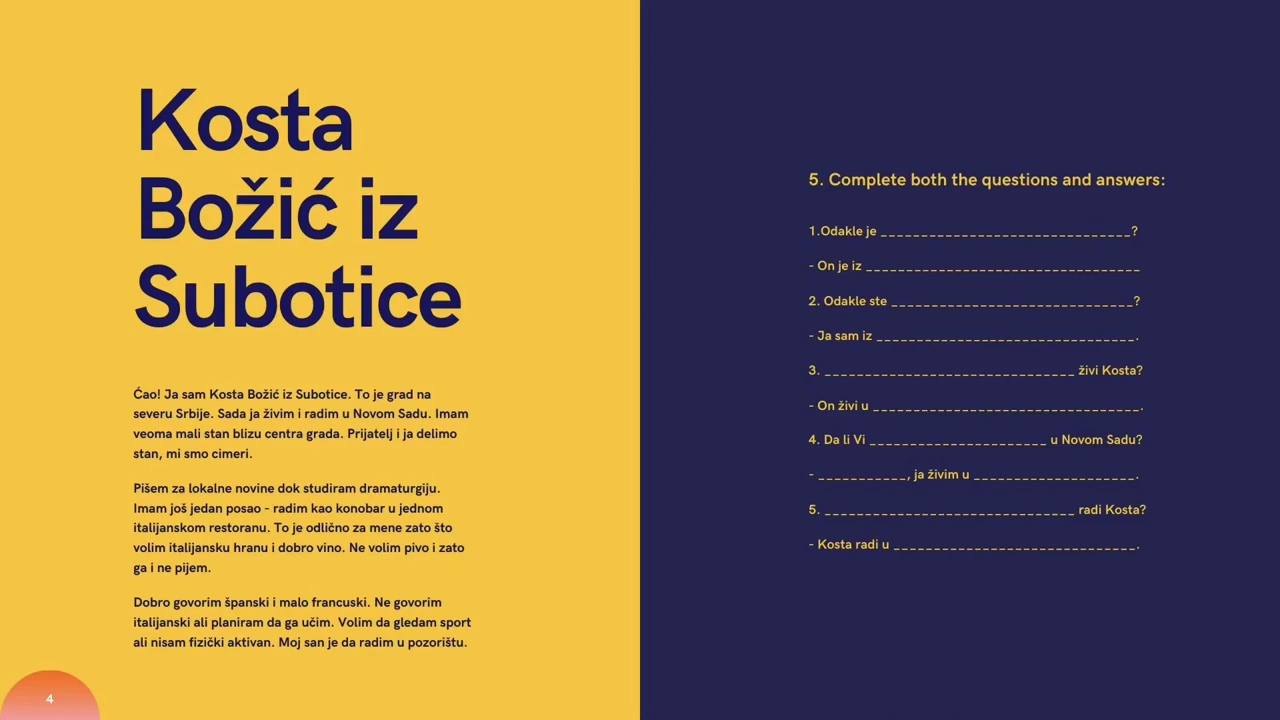 Kosta
Božić iz
Subotice
Ćao! Ja sam Kosta Božić iz Subotice. To je grad na
severu Srbije. Sada ja živim i radim u Novom Sadu. Imam
veoma mali stan blizu centra grada. Prijatelj i ja delimo
stan, mi smo cimeri.
Pišem za lokalne novine dok studiram dramaturgiju.
Imam još jedan posao - radim kao konobar u jednom
italijanskom restoranu. To je odlično za mene zato što
volim italijansku hranu i dobro vino. Ne volim pivo i zato
ga i ne pijem.
Dobro govorim španski i malo francuski. Ne govorim
italijanski ali planiram da ga učim. Volim da gledam sport
ali nisam fizički aktivan. Moj san je da radim u pozorištu.
4
5. Complete both the questions and answers:
1.Odakle je _______________________________?
- On je iz __________________________________
2. Odakle ste ______________________________?
- Ja sam iz ________________________________.
3. _______________________________ živi Kosta?
- On živi u _________________________________.
4. Da li Vi ______________________ u Novom Sadu?
- ___________, ja živim u ____________________.
5. _______________________________ radi Kosta?
- Kosta radi u ______________________________.